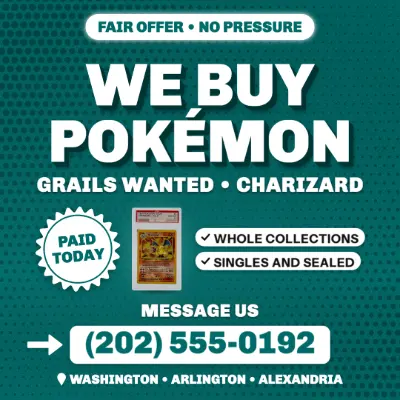 FAIR OFFER • NO PRESSURE
WE BUY
POKÉMON
GRAILS WANTED • CHARIZARD
PAID
TODAY
✓ WHOLE COLLECTIONS
✓ SINGLES AND SEALED
MESSAGE US
→ (202) 555-0192
WASHINGTON • ARLINGTON • ALEXANDRIA